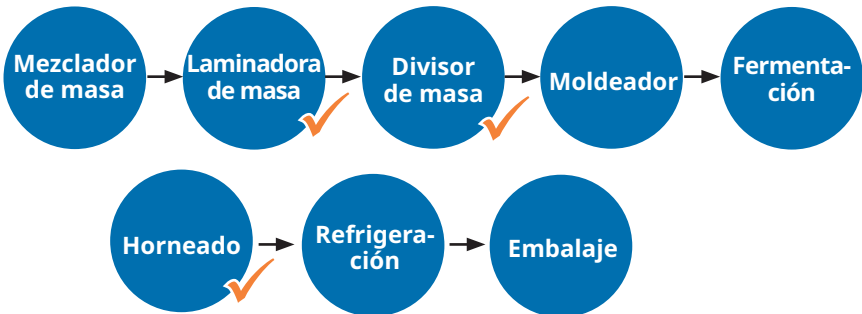 Mezclador
de masa
Laminadora
de masa
Divisor
de masa
Moldeador
Fermenta-
ción
Horneado
Refrigera-
ción
Embalaje